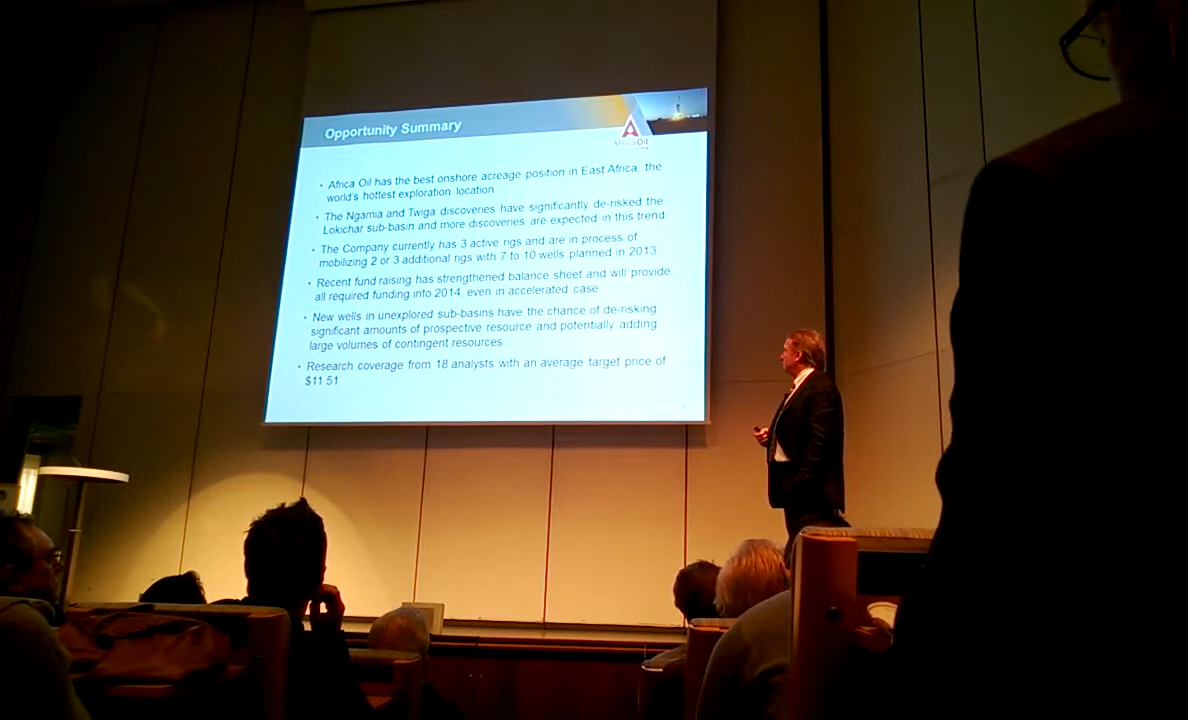 Opportunity Summary
AfricaOil
• Africa Oil has the best onshore acreage position in East Africa, the
world's hottest exploration location
• The Ngamia and Twiga discoveries have significantly de-risked the
Lokichar sub-basin and more discoveries are expected in this trend
• The Company currently has 3 active rigs and are in process of
mobilizing 2 or 3 additional rigs with 7 to 10 wells planned in 2013
• Recent fund raising has strengthened balance sheet and will provide
all required funding into 2014, even in accelerated case
• New wells in unexplored sub-basins have the chance of de-risking
significant amounts of prospective resource and potentially adding
large volumes of contingent resources
• Research coverage from 18 analysts with an average target price of
$11.51